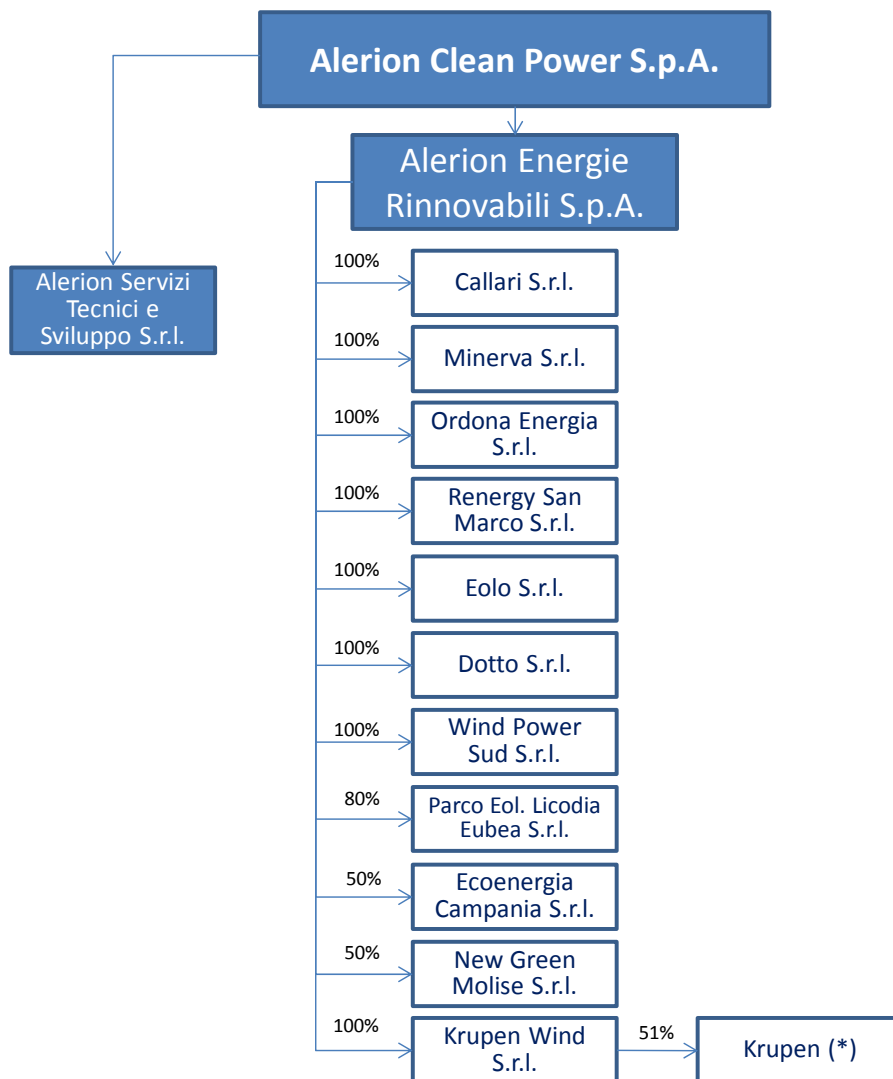 Alerion Clean Power S.p.A.
Alerion Energie
Rinnovabili S.p.A.
Alerion Servizi
Tecnici e
Sviluppo S.r.l.
100%
Callari S.r.l.
100%
Minerva S.r.l.
100%
Ordona Energia
S.r.l.
100%
Renergy San
Marco S.r.l.
100%
Eolo S.r.l.
100%
Dotto S.r.l.
100%
Wind Power
Sud S.r.l.
80%
Parco Eol. Licodia
Eubea S.r.l.
50%
Ecoenergia
Campania S.r.l.
50%
New Green
Molise S.r.l.
100%
Krupen Wind
S.r.l.
51%
Krupen (*)